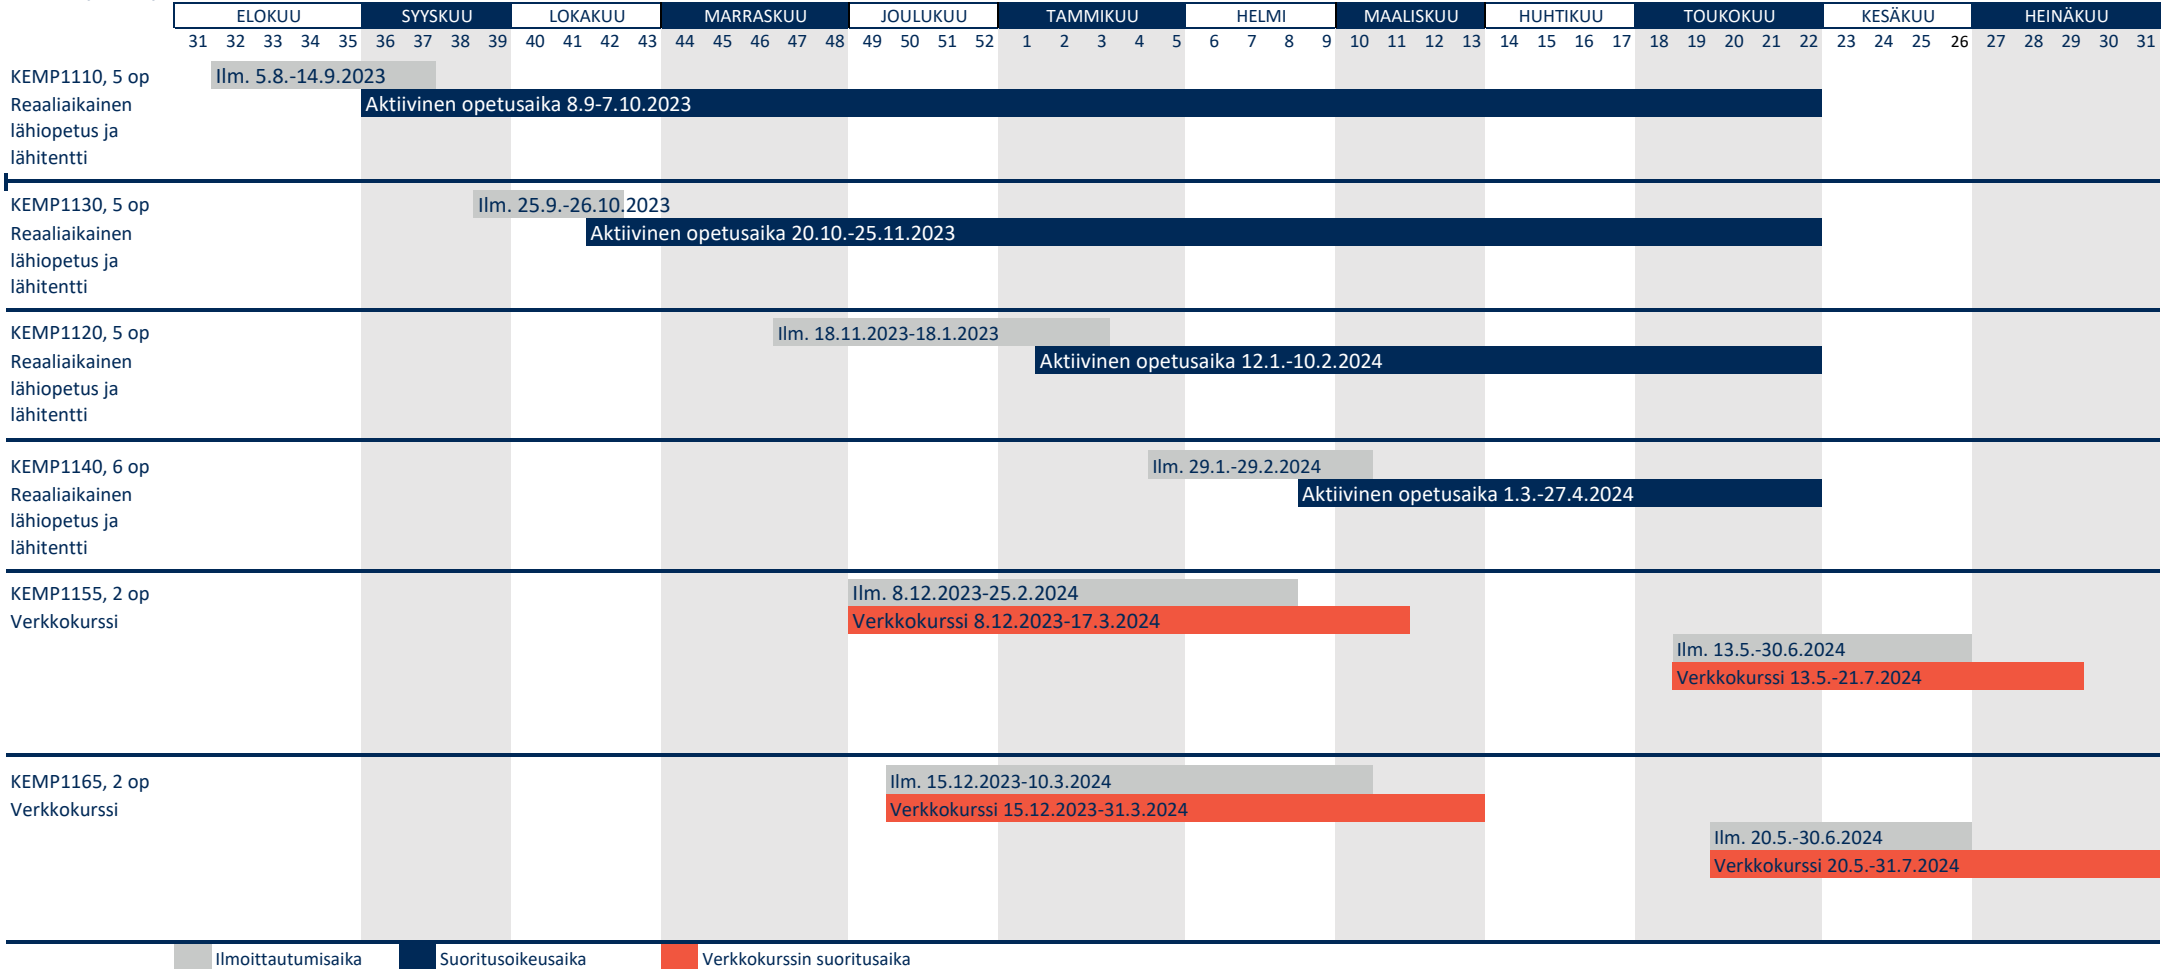 ELOKUU SYYSKUU LOKAKUU MARRASKUU JOULUKUU TAMMIKUU HELMI MAALISKUU HUHTIKUU TOUKOKUU KESÄKUU HEINÄKUU
31 32 33 34 35 36 37 38 39 40 41 42 43 44 45 46 47 48 49 50 51 52 1 2 3 4 5 6 7 8 9 10 11 12 13 14 15 16 17 18 19 20 21 22 23 24 25 26 27 28 29 30 31
KEMP1110, 5 op Ilm. 5.8.-14.9.2023
Reaaliaikainen Aktiivinen opetusaika 8.9-7.10.2023
lähiopetus ja
lähitentti
KEMP1130, 5 op Ilm. 25.9.-26.10.2023
Reaaliaikainen Aktiivinen opetusaika 20.10.-25.11.2023
lähiopetus ja
lähitentti
KEMP1120, 5 op Ilm. 18.11.2023-18.1.2023
Reaaliaikainen Aktiivinen opetusaika 12.1.-10.2.2024
lähiopetus ja
lähitentti
KEMP1140, 6 op Ilm. 29.1.-29.2.2024
Reaaliaikainen Aktiivinen opetusaika 1.3.-27.4.2024
lähiopetus ja
lähitentti
KEMP1155, 2 op Ilm. 8.12.2023-25.2.2024
Verkkokurssi Verkkokurssi 8.12.2023-17.3.2024
Ilm. 13.5.-30.6.2024
Verkkokurssi 13.5.-21.7.2024
KEMP1165, 2 op Ilm. 15.12.2023-10.3.2024
Verkkokurssi Verkkokurssi 15.12.2023-31.3.2024
Ilm. 20.5.-30.6.2024
Verkkokurssi 20.5.-31.7.2024
Ilmoittautumisaika Suoritusoikeusaika Verkkokurssin suoritusaika